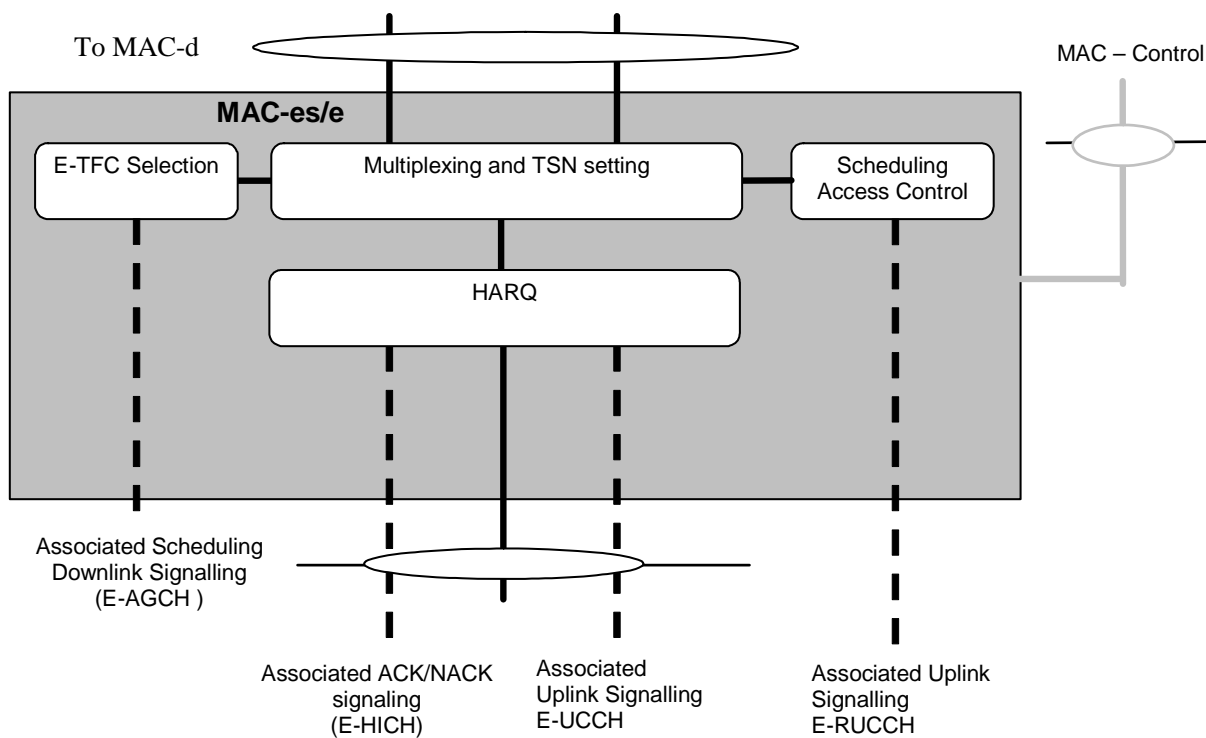 To MAC-d
MAC – Control
MAC-es/e
E-TFC Selection
Multiplexing and TSN setting
Scheduling
Access Control
HARQ
Associated Scheduling
Downlink Signalling
(E-AGCH )
Associated ACK/NACK
signaling
(E-HICH)
Associated
Uplink Signalling
E-UCCH
Associated Uplink
Signalling
E-RUCCH